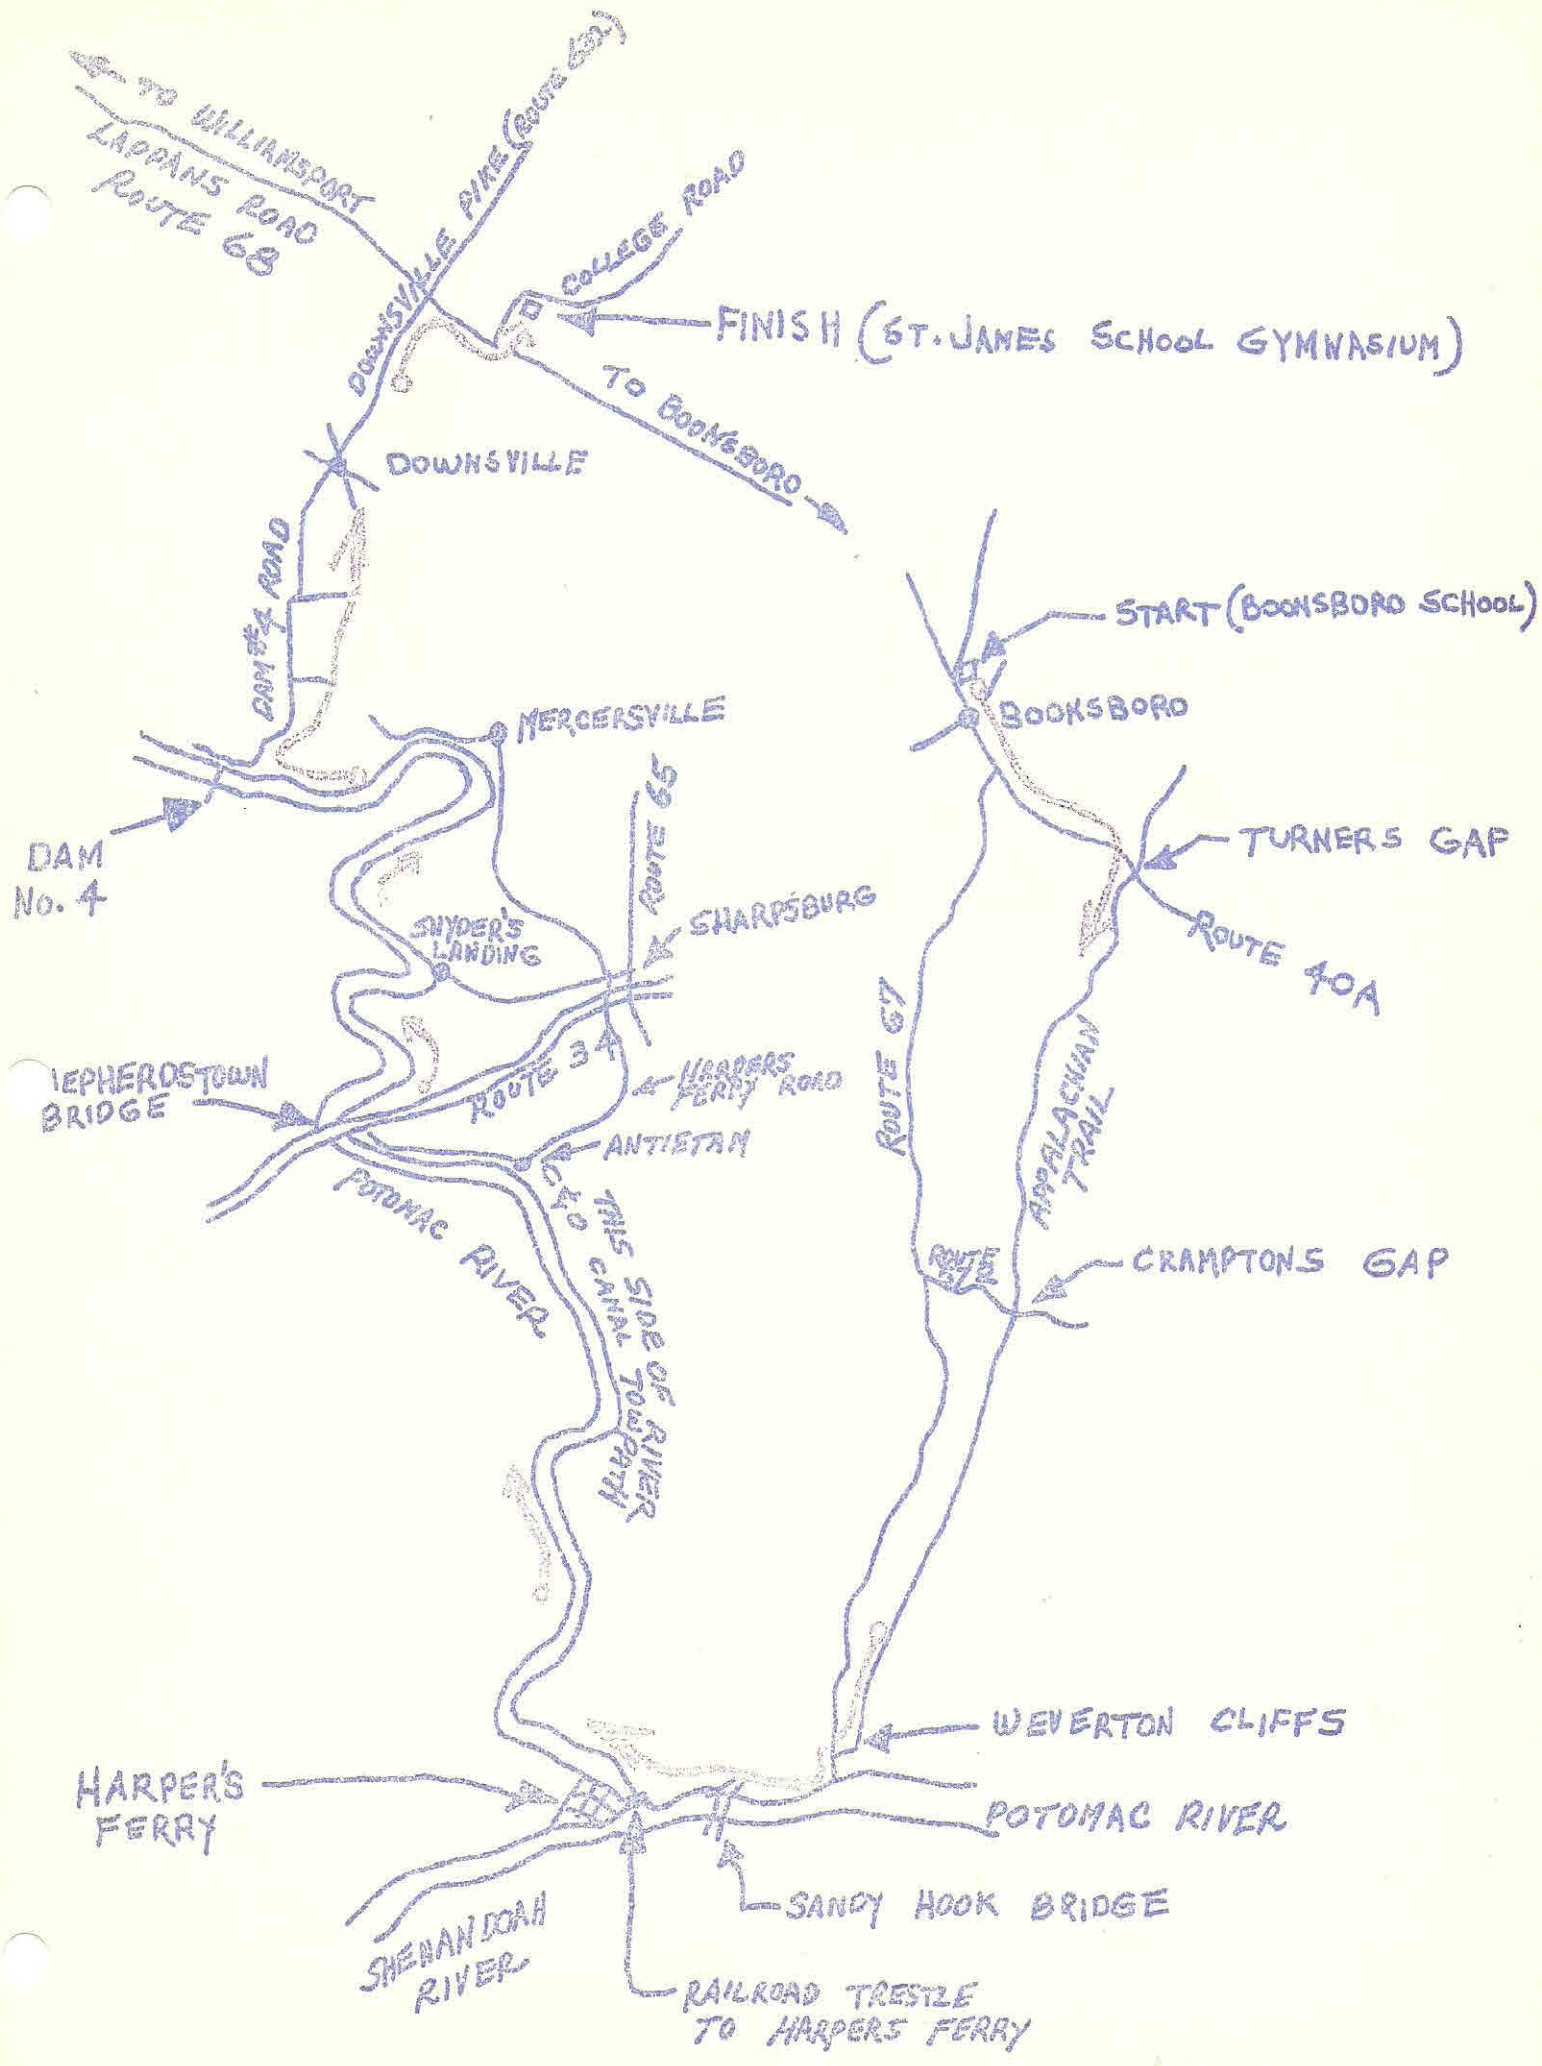 TO WILLIAMSPORT
LAPPANS ROAD
ROUTE 68
DOWNSVILLE PIKE (ROUTE 632)
COLLEGE ROAD
FINISH (ST. JAMES SCHOOL GYMNASIUM)
TO BOONSBORO
DOWNSVILLE
DAM #4 ROAD
START (BOONSBORO SCHOOL)
BOONSBORO
MERCERSVILLE
ROUTE 65
DAM
No. 4
TURNERS GAP
SHARPSBURG
SNYDER'S
LANDING
ROUTE 40A
ROUTE 67
APPALACHIAN
TRAIL
HEPHERDSTOWN
BRIDGE
ROUTE 34
HARPERS
FERRY ROAD
ANTIETAM
POTOMAC RIVER
THIS SIDE OF RIVER
C & O CANAL TOWPATH
ROUTE
572
CRAMPTONS GAP
WEVERTON CLIFFS
HARPER'S
FERRY
POTOMAC RIVER
SANDY HOOK BRIDGE
SHENANDOAH
RIVER
RAILROAD TRESTLE
TO HARPERS FERRY